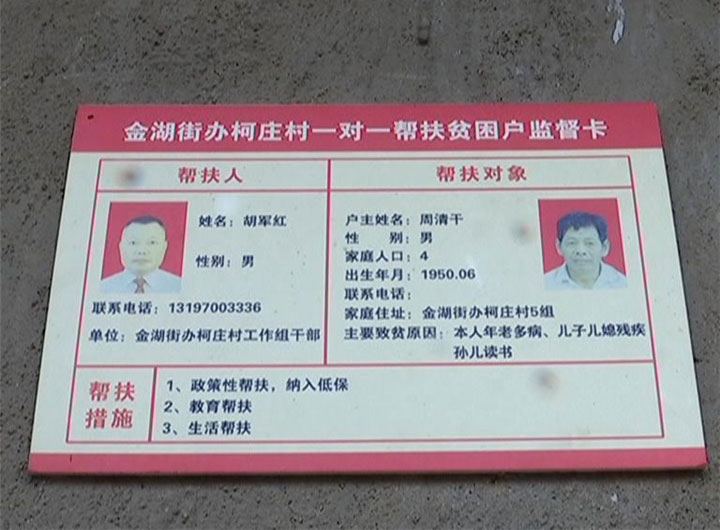 金湖街办柯庄村一对一帮扶贫困户监督卡
帮扶人
姓名：胡军红
性别：男
联系电话：13197003336
单位：金湖街办柯庄村工作组干部
帮扶对象
户主姓名：周清干
性　别：男
家庭人口：4
出生年月：1950.06
联系电话：
家庭住址：金湖街办柯庄村5组
主要致贫原因：本人年老多病、儿子儿媳残疾
孙儿读书
帮扶
措施
1、政策性帮扶，纳入低保
2、教育帮扶
3、生活帮扶